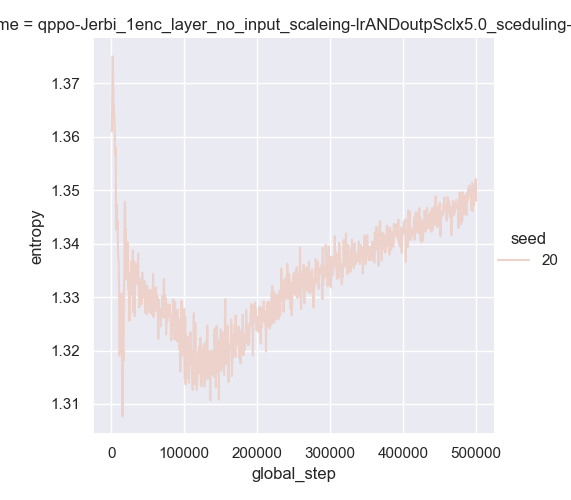 me = qppo-Jerbi_1enc_layer_no_input_scaleing-lrANDoutpSclx5.0_sceduling-
1.37
1.36
1.35
1.34
1.33
1.32
1.31
entropy
0 100000 200000 300000 400000 500000
global_step
seed
20